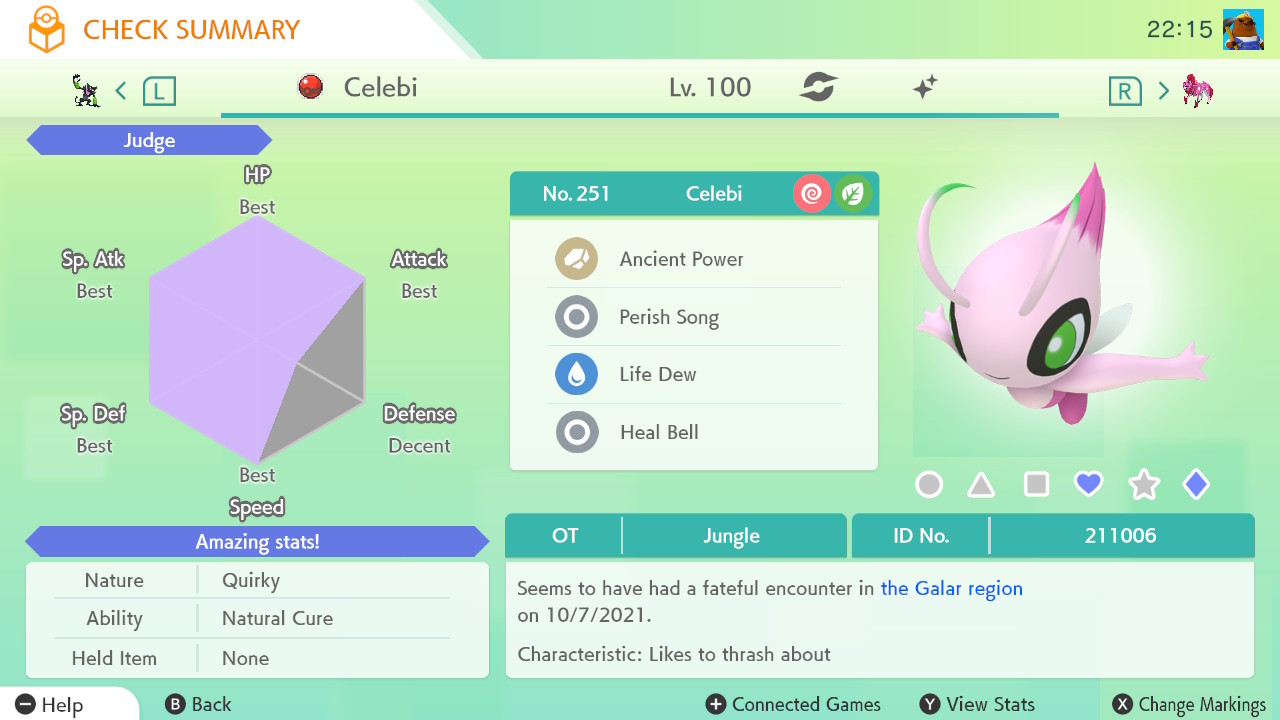 CHECK SUMMARY
22:15
L
Celebi
Lv. 100
R
Judge
HP
Best
Sp. Atk
Best
Attack
Best
Sp. Def
Best
Defense
Decent
Best
Speed
Amazing stats!
Nature Quirky
Ability Natural Cure
Held Item None
No. 251 Celebi
Ancient Power
Perish Song
Life Dew
Heal Bell
OT Jungle ID No. 211006
Seems to have had a fateful encounter in the Galar region
on 10/7/2021.
Characteristic: Likes to thrash about
Help
B Back
Connected Games
Y View Stats
X Change Markings